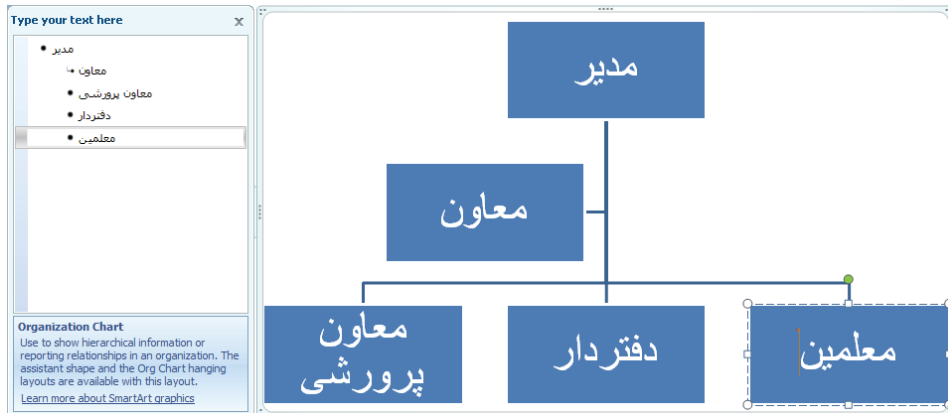 Type your text here x
مدیر
معاون
معاون پرورشی
دفتردار
معلمین
Organization Chart
Use to show hierarchical information or
reporting relationships in an organization. The
assistant shape and the Org Chart hanging
layouts are available with this layout.
Learn more about SmartArt graphics
مدیر
معاون
معاون
پرورشی
دفتر دار
معلمین